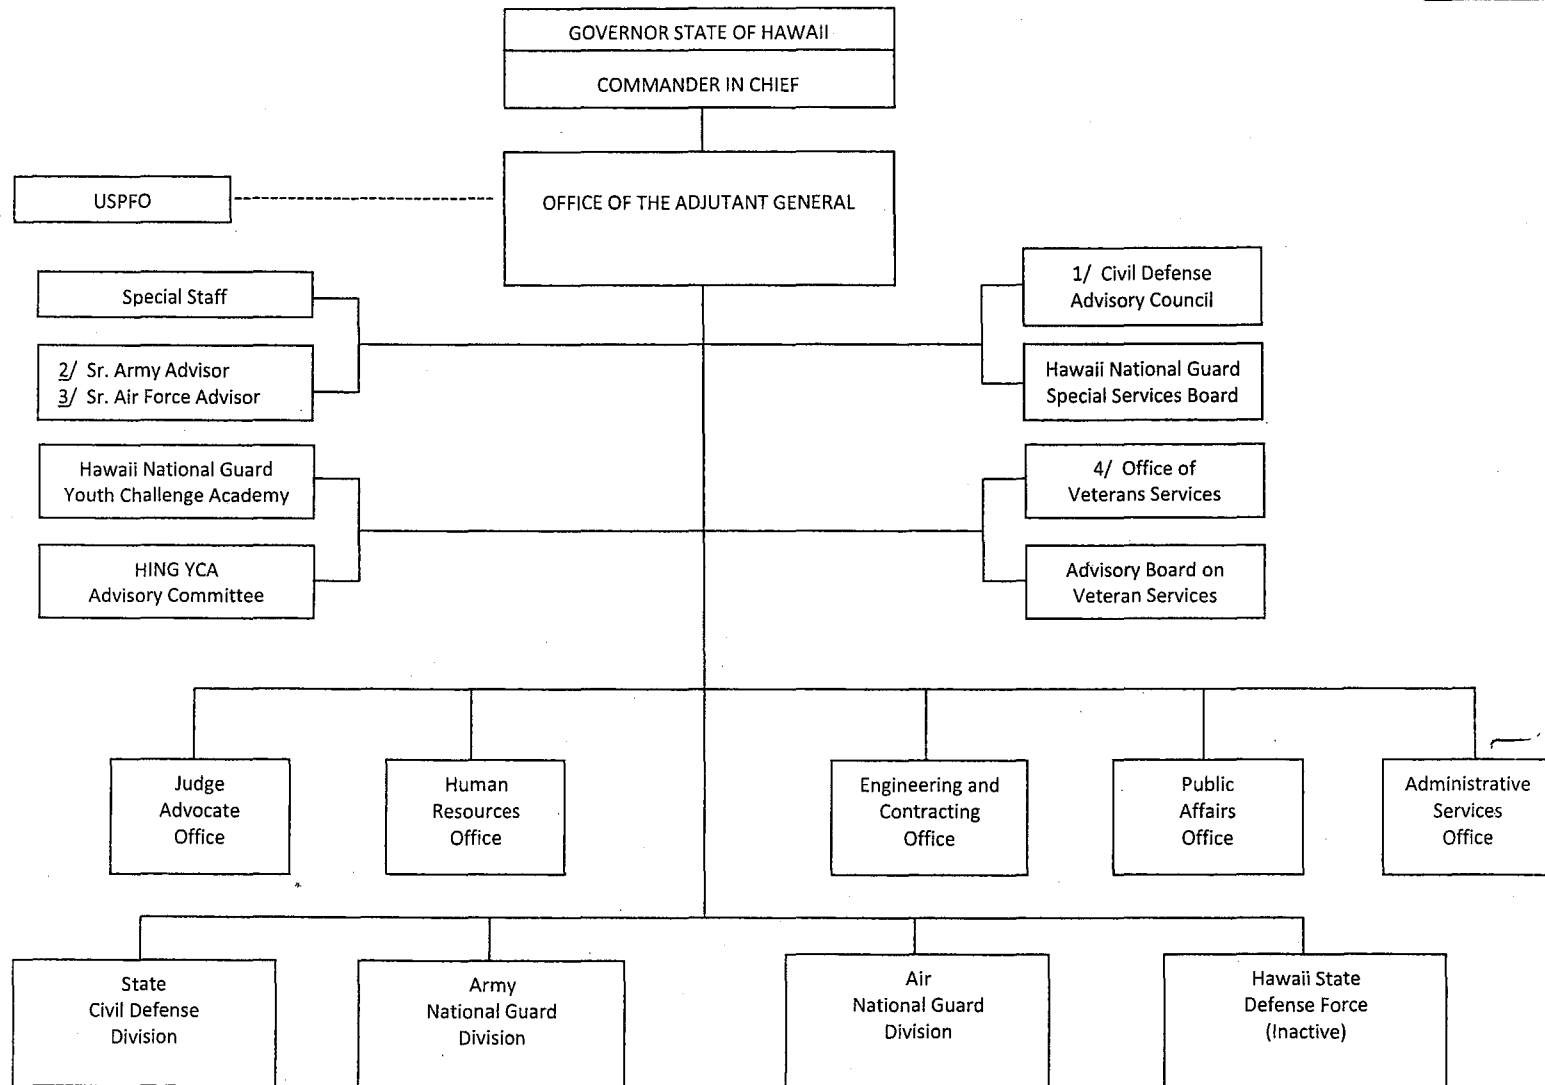 GOVERNOR STATE OF HAWAII
COMMANDER IN CHIEF
USPFO
OFFICE OF THE ADJUTANT GENERAL
Special Staff
1/ Civil Defense
Advisory Council
2/ Sr. Army Advisor
3/ Sr. Air Force Advisor
Hawaii National Guard
Special Services Board
Hawaii National Guard
Youth Challenge Academy
4/ Office of
Veterans Services
HING YCA
Advisory Committee
Advisory Board on
Veteran Services
Judge
Advocate
Office
Human
Resources
Office
Engineering and
Contracting
Office
Public
Affairs
Office
Administrative
Services
Office
State
Civil Defense
Division
Army
National Guard
Division
Air
National Guard
Division
Hawaii State
Defense Force
(Inactive)